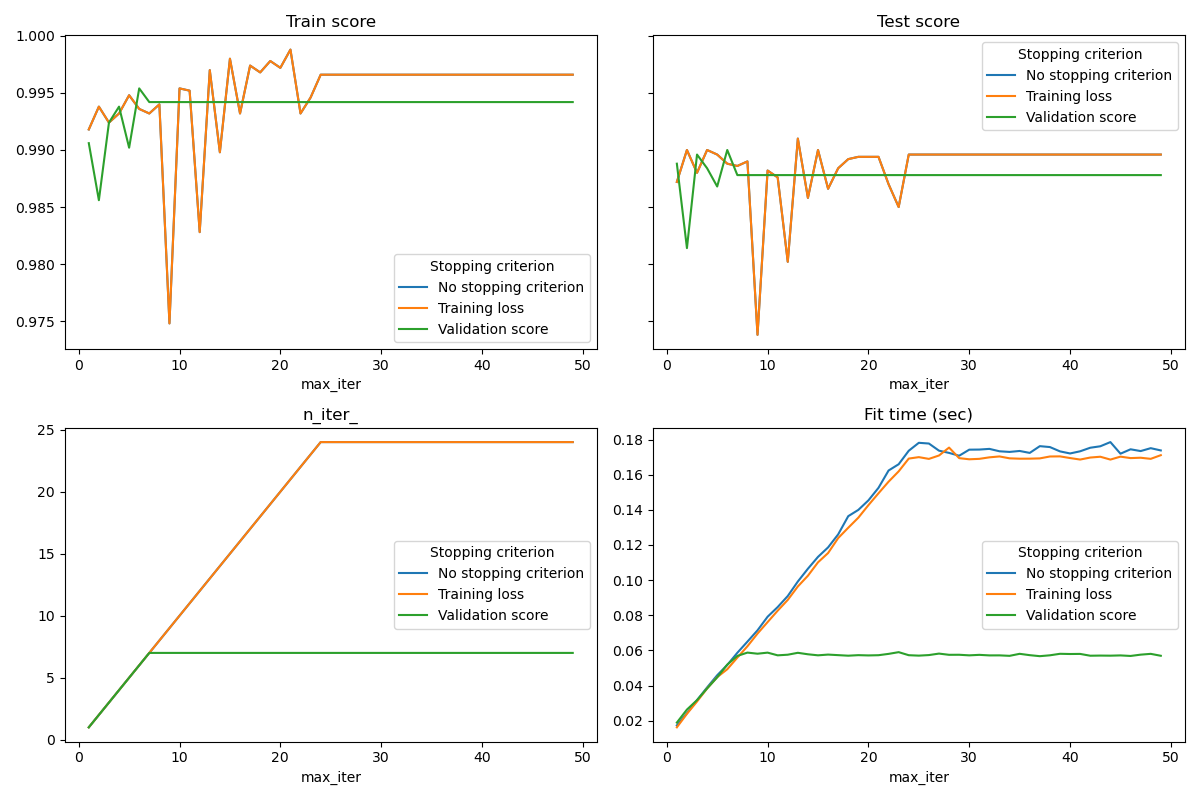 Train score
1.000
0.995
0.990
0.985
0.980
0.975
0
10
20
30
40
50
max_iter
Stopping criterion
No stopping criterion
Training loss
Validation score
Test score
0
10
20
30
40
50
max_iter
Stopping criterion
No stopping criterion
Training loss
Validation score
n_iter_
25
20
15
10
5
0
0
10
20
30
40
50
max_iter
Stopping criterion
No stopping criterion
Training loss
Validation score
Fit time (sec)
0.18
0.16
0.14
0.12
0.10
0.08
0.06
0.04
0.02
0
10
20
30
40
50
max_iter
Stopping criterion
No stopping criterion
Training loss
Validation score